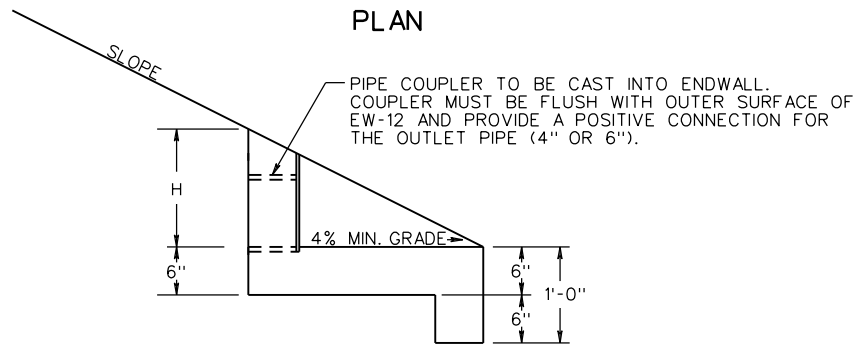 PLAN
SLOPE
PIPE COUPLER TO BE CAST INTO ENDWALL.
COUPLER MUST BE FLUSH WITH OUTER SURFACE OF
EW-12 AND PROVIDE A POSITIVE CONNECTION FOR
THE OUTLET PIPE (4" OR 6").
H
4% MIN. GRADE
6"
6"
1'-0"
6"